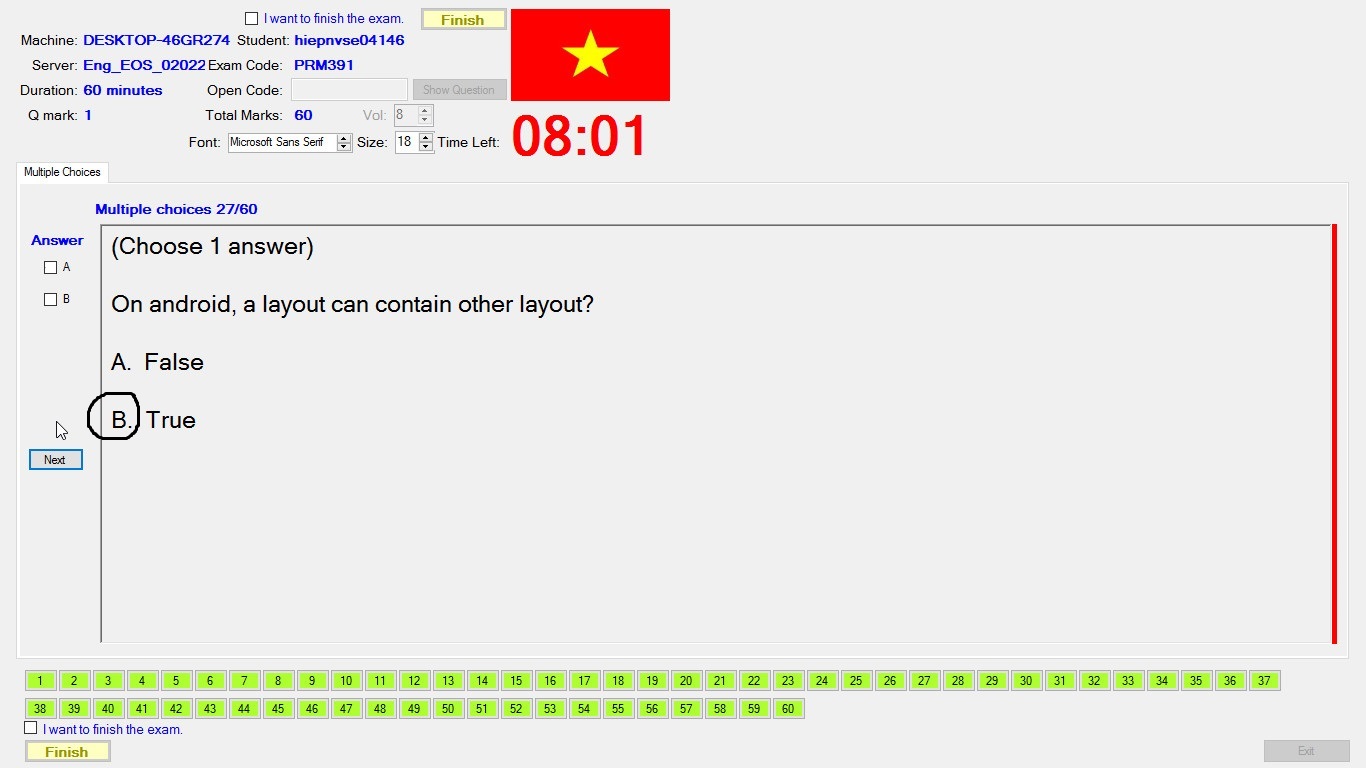 I want to finish the exam. Finish
Machine: DESKTOP-46GR274 Student: hiepnvse04146
Server: Eng_EOS_02022 Exam Code: PRM391
Duration: 60 minutes Open Code: Show Question
Q mark: 1 Total Marks: 60 Vol: 8
Font: Microsoft Sans Serif Size: 18 Time Left: 08:01
Multiple Choices
Multiple choices 27/60
Answer
A
B
Next
(Choose 1 answer)
On android, a layout can contain other layout?
A. False
B. True
1 2 3 4 5 6 7 8 9 10 11 12 13 14 15 16 17 18 19 20 21 22 23 24 25 26 27 28 29 30 31 32 33 34 35 36 37
38 39 40 41 42 43 44 45 46 47 48 49 50 51 52 53 54 55 56 57 58 59 60
I want to finish the exam.
Finish Exit